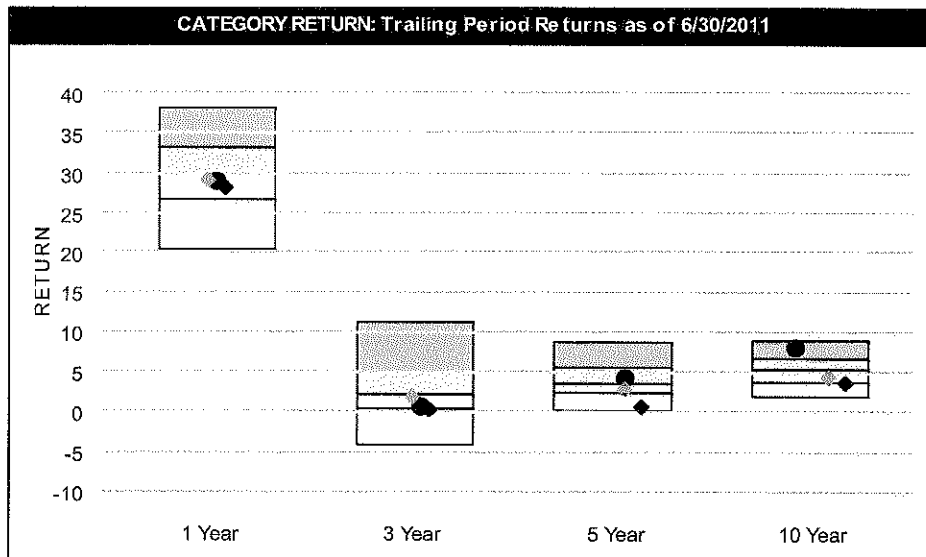 CATEGORY RETURN: Trailing Period Returns as of 6/30/2011
40
35
30
25
20
15
10
5
0
-5
-10
RETURN
1 Year
3 Year
5 Year
10 Year